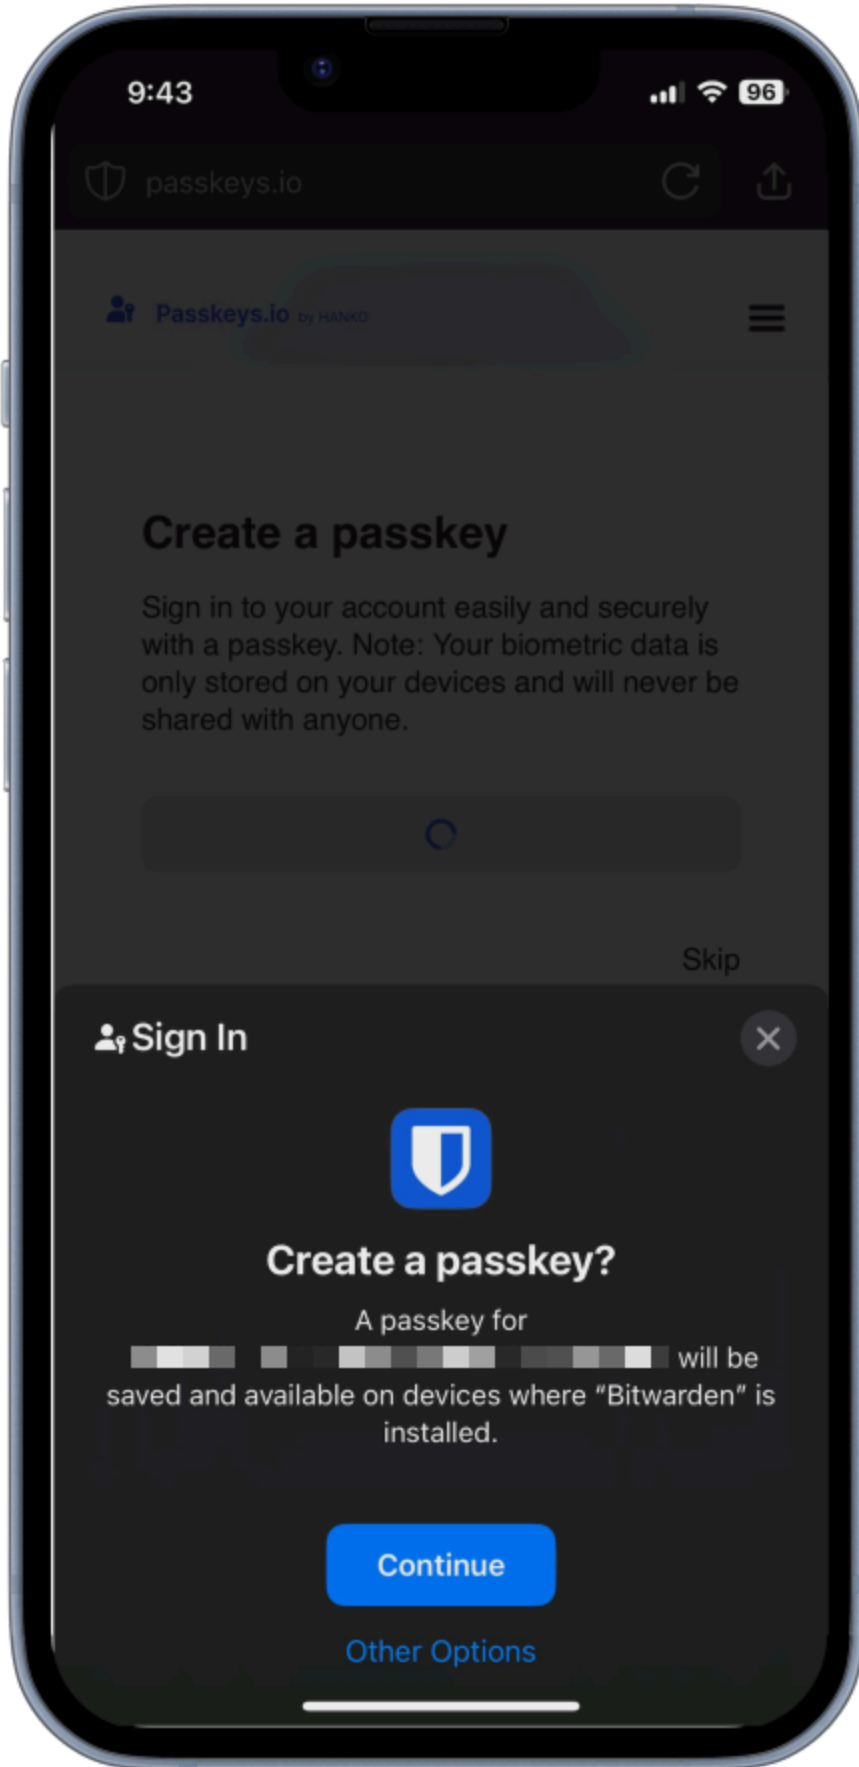 9:43
96
passkeys.io
Passkeys.io by HANKO
Create a passkey
Sign in to your account easily and securely
with a passkey. Note: Your biometric data is
only stored on your devices and will never be
shared with anyone.
Skip
Sign In
Create a passkey?
A passkey for
will be
saved and available on devices where “Bitwarden” is
installed.
Continue
Other Options